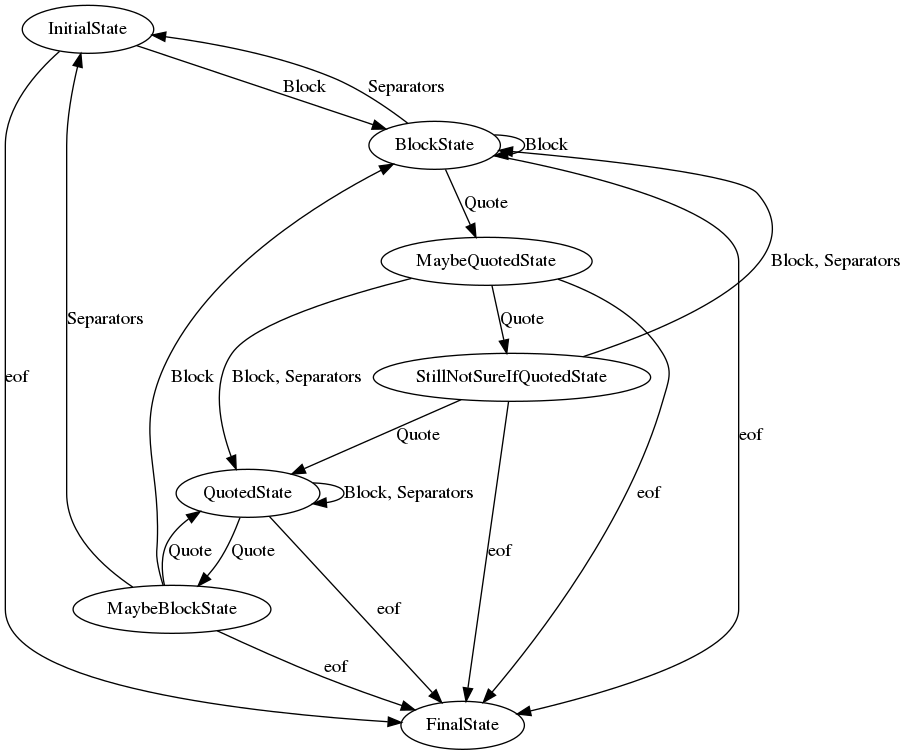 InitialState
Block
Separators
BlockState
Block
Quote
MaybeQuotedState
Block, Separators
Separators
Quote
StillNotSureIfQuotedState
eof
Block
Block, Separators
Quote
eof
QuotedState
Block, Separators
eof
Quote
Quote
eof
MaybeBlockState
eof
eof
FinalState